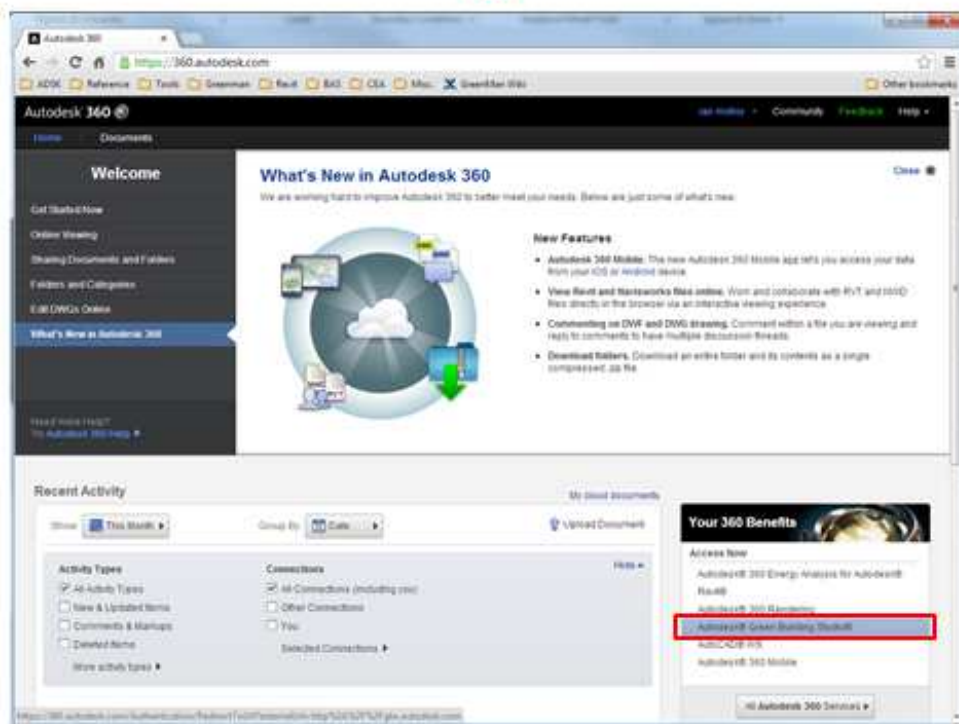 Autodesk 360
https://360.autodesk.com
ADSK Reference Tools Greenman Revit BAS CEA Misc. Other bookmarks
Autodesk 360
Community Feedback Help
Home Documents
Welcome
Get Started Now
Online Viewing
Sharing Documents and Folders
Folders and Categories
Edit DWGs Online
What's New in Autodesk 360
Need more Help?
Try Autodesk 360 Help
What's New in Autodesk 360
Close
We are working hard to improve Autodesk 360 to better meet your needs. Below are just some of what's new:
New Features
Autodesk 360 Mobile. The new Autodesk 360 Mobile app lets you access your data
from your iOS or Android device.
View Revit and Navisworks files online. Work and collaborate with RVT and NWD
files directly in the browser via an interactive viewing experience.
Commenting on DWF and DWG drawing. Comment within a file you are viewing and
reply to comments to have multiple discussion threads.
Download folders. Download an entire folder and its contents as a single
compressed .zip file.
Recent Activity
My cloud documents
Show: This Month
Group By: Date
Upload Document
Hide
Activity Types
All Activity Types
New & Updated Items
Comments & Markups
Deleted Items
More activity types
Connections
All Connections (including you)
Other Connections
You
Selected Connections
Your 360 Benefits
Access Now
Autodesk® 360 Energy Analysis for Autodesk®
Revit®
Autodesk® 360 Rendering
Autodesk® Green Building Studio®
AutoCAD® WS
Autodesk® 360 Mobile
All Autodesk 360 Services